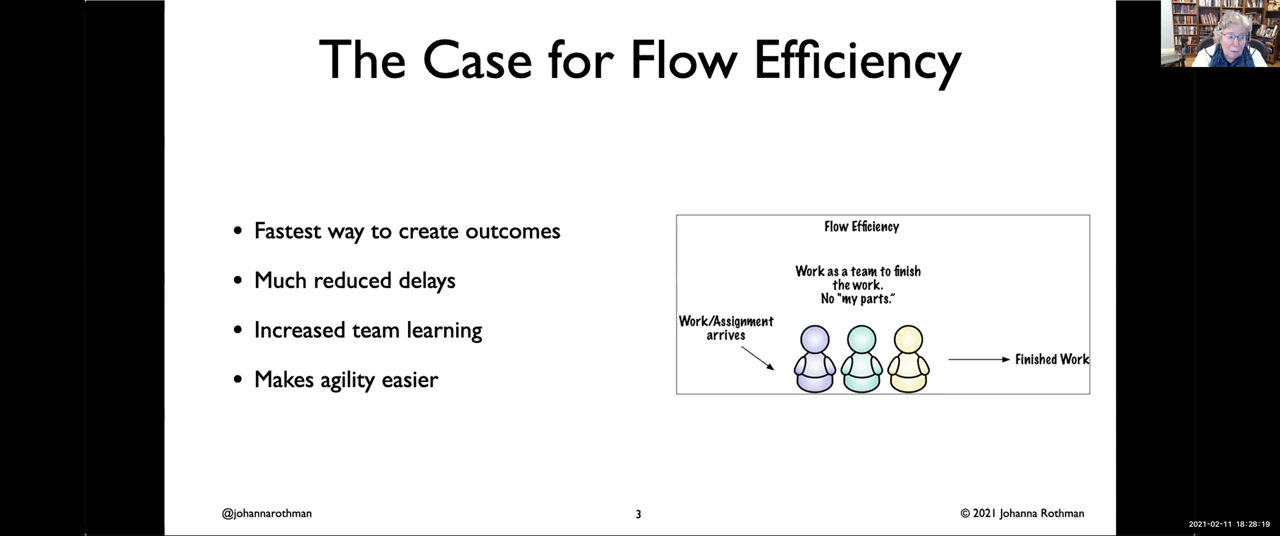 The Case for Flow Efficiency
• Fastest way to create outcomes
• Much reduced delays
• Increased team learning
• Makes agility easier
Flow Efficiency
Work as a team to finish
the work.
No "my parts."
Work/Assignment
arrives
Finished Work
@johannarothman
3
© 2021 Johanna Rothman
2021-02-11 18:28:19